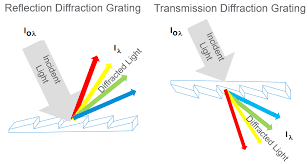 Reflection Diffraction Grating
Transmission Diffraction Grating
I₀λ
Incident
Light
Iλ
Diffracted Light
I₀λ
Incident
Light
Diffracted Light
Iλ